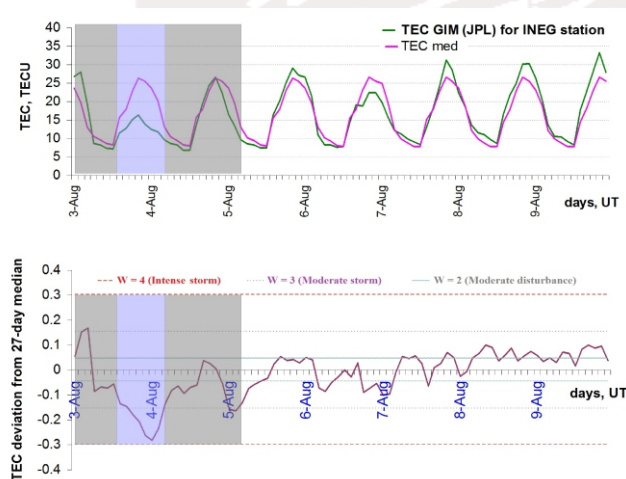 TEC GIM (JPL) for INEG station
TEC med
TEC, TECU
40
35
30
25
20
15
10
5
0
3-Aug
4-Aug
5-Aug
6-Aug
7-Aug
8-Aug
9-Aug
days, UT
TEC deviation from 27-day median
0.4
0.3
0.2
0.1
0
-0.1
-0.2
-0.3
-0.4
W = 4 (Intense storm)
W = 3 (Moderate storm)
W = 2 (Moderate disturbance)
3-Aug
4-Aug
5-Aug
6-Aug
7-Aug
8-Aug
9-Aug
days, UT